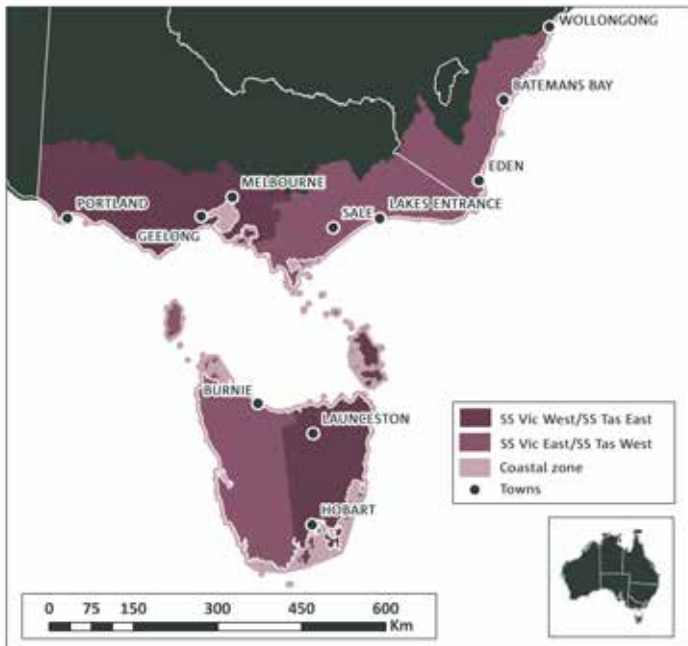 WOLLONGONG
BATEMANS BAY
EDEN
MELBOURNE
PORTLAND
LAKES ENTRANCE
SALE
GEELONG
BURNIE
LAUNCESTON
HOBART
SS Vic West/SS Tas East
SS Vic East/SS Tas West
Coastal zone
Towns
0 75 150 300 450 600
Km